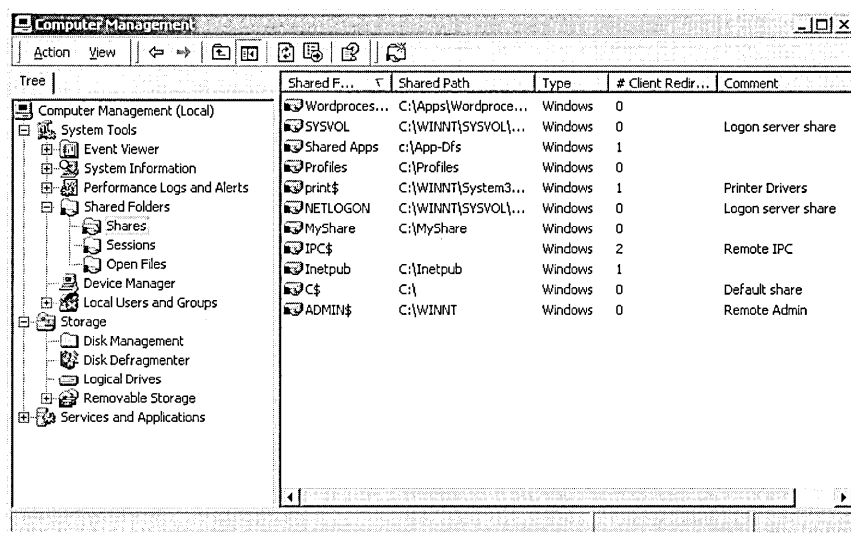 Computer Management
Action View
Tree
Computer Management (Local)
System Tools
Event Viewer
System Information
Performance Logs and Alerts
Shared Folders
Shares
Sessions
Open Files
Device Manager
Local Users and Groups
Storage
Disk Management
Disk Defragmenter
Logical Drives
Removable Storage
Services and Applications
Shared F... Shared Path Type # Client Redir... Comment
Wordproces... C:\Apps\Wordproce... Windows 0
SYSVOL C:\WINNT\SYSVOL\... Windows 0 Logon server share
Shared Apps c:\App-Dfs Windows 1
Profiles C:\Profiles Windows 0
print$ C:\WINNT\System3... Windows 1 Printer Drivers
NETLOGON C:\WINNT\SYSVOL\... Windows 0 Logon server share
MyShare C:\MyShare Windows 0
IPC$ Windows 2 Remote IPC
Inetpub C:\Inetpub Windows 1
C$ C:\ Windows 0 Default share
ADMIN$ C:\WINNT Windows 0 Remote Admin